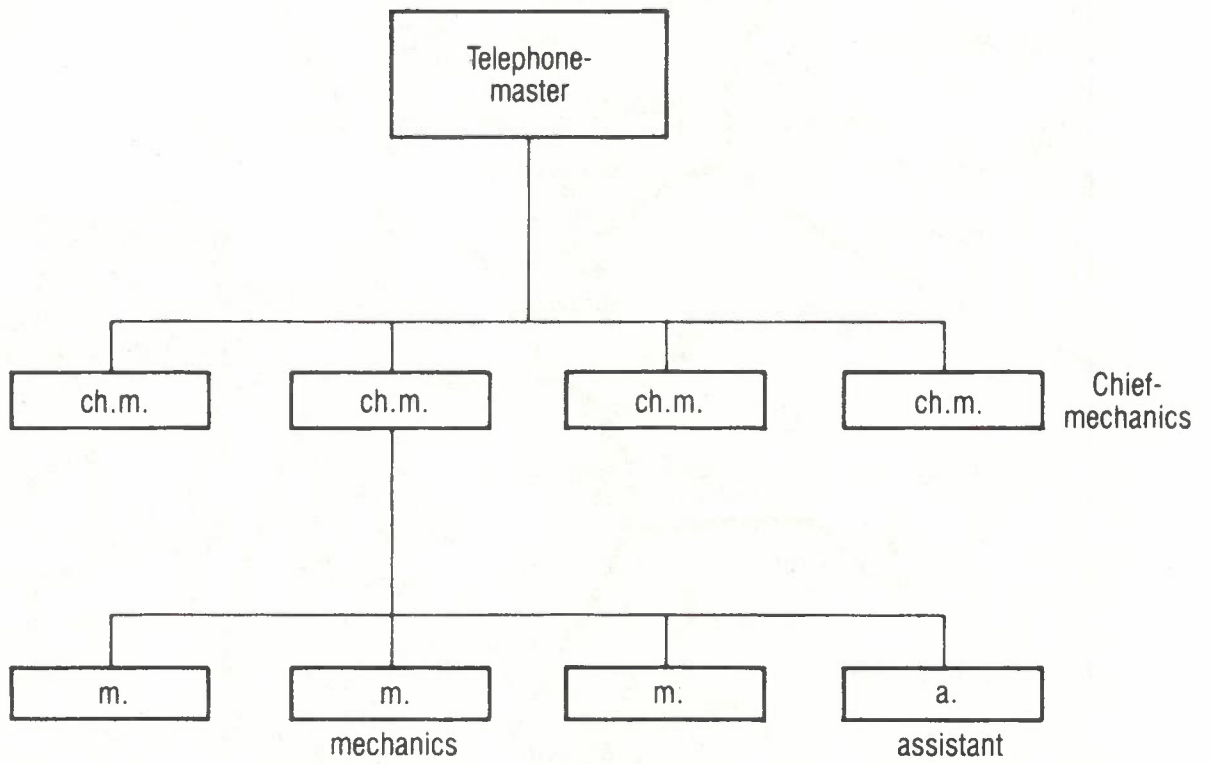 Telephone-
master
ch.m.
ch.m.
ch.m.
ch.m.
Chief-
mechanics
m.
m.
m.
a.
mechanics
assistant